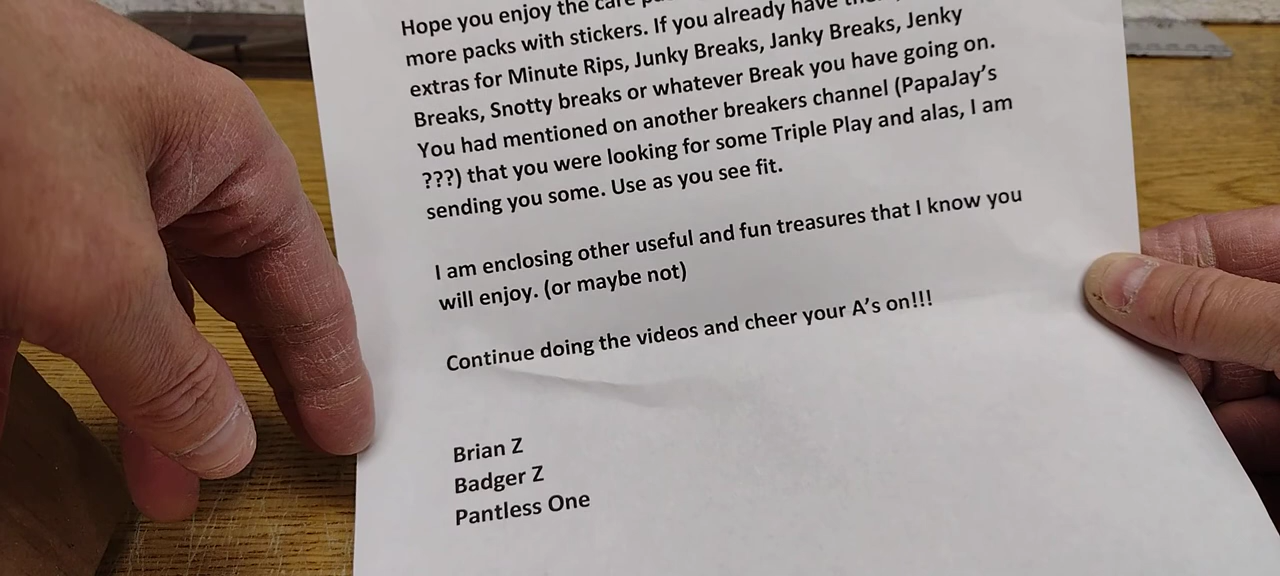 Hope you enjoy the care
more packs with stickers. If you already have
extras for Minute Rips, Junky Breaks, Janky Breaks, Jenky
Breaks, Snotty breaks or whatever Break you have going on.
You had mentioned on another breakers channel (PapaJay’s
???) that you were looking for some Triple Play and alas, I am
sending you some. Use as you see fit.
I am enclosing other useful and fun treasures that I know you
will enjoy. (or maybe not)
Continue doing the videos and cheer your A’s on!!!
Brian Z
Badger Z
Pantless One